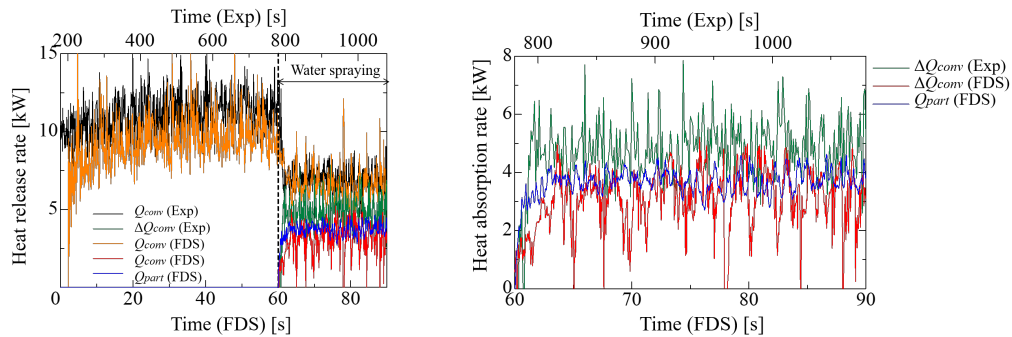 Time (Exp) [s]
200 400 600 800 1000
Heat release rate [kW]
15
10
5
Water spraying
Qconv (Exp)
ΔQconv (Exp)
Qconv (FDS)
Qconv (FDS)
Qpart (FDS)
0 20 40 60 80
Time (FDS) [s]
Time (Exp) [s]
800 900 1000
Heat absorption rate [kW]
8
6
4
2
0
60 70 80 90
Time (FDS) [s]
ΔQconv (Exp)
ΔQconv (FDS)
Qpart (FDS)